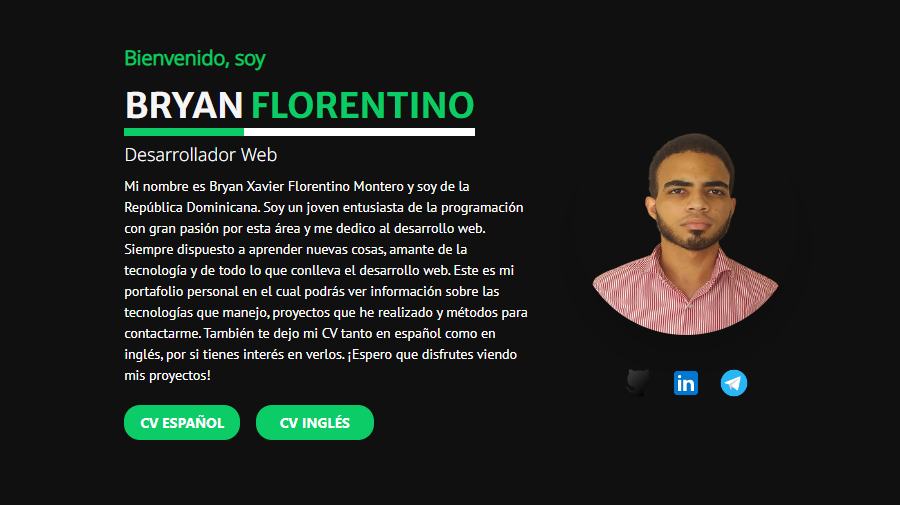 Bienvenido, soy
BRYAN FLORENTINO
Desarrollador Web
Mi nombre es Bryan Xavier Florentino Montero y soy de la
República Dominicana. Soy un joven entusiasta de la programación
con gran pasión por esta área y me dedico al desarrollo web.
Siempre dispuesto a aprender nuevas cosas, amante de la
tecnología y de todo lo que conlleva el desarrollo web. Este es mi
portafolio personal en el cual podrás ver información sobre las
tecnologías que manejo, proyectos que he realizado y métodos para
contactarme. También te dejo mi CV tanto en español como en
inglés, por si tienes interés en verlos. ¡Espero que disfrutes viendo
mis proyectos!
in
CV ESPAÑOL CV INGLÉS